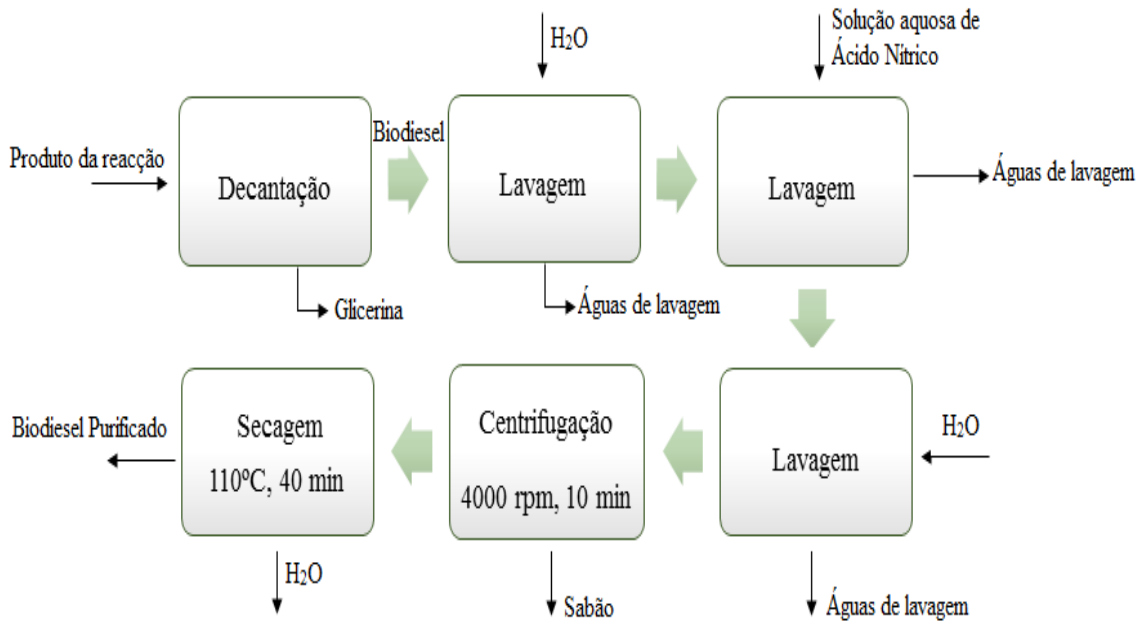 H₂O
Solução aquosa de
Ácido Nítrico
Produto da reacção
Decantação
Biodiesel
Lavagem
Lavagem
Águas de lavagem
Glicerina
Águas de lavagem
Biodiesel Purificado
Secagem
110ºC, 40 min
Centrifugação
4000 rpm, 10 min
Lavagem
H₂O
H₂O
Sabão
Águas de lavagem